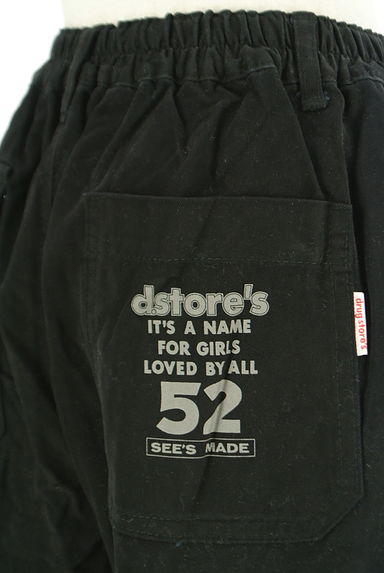 d.store's
IT'S A NAME
FOR GIRLS
LOVED BY ALL
52
SEE'S MADE
drug store's